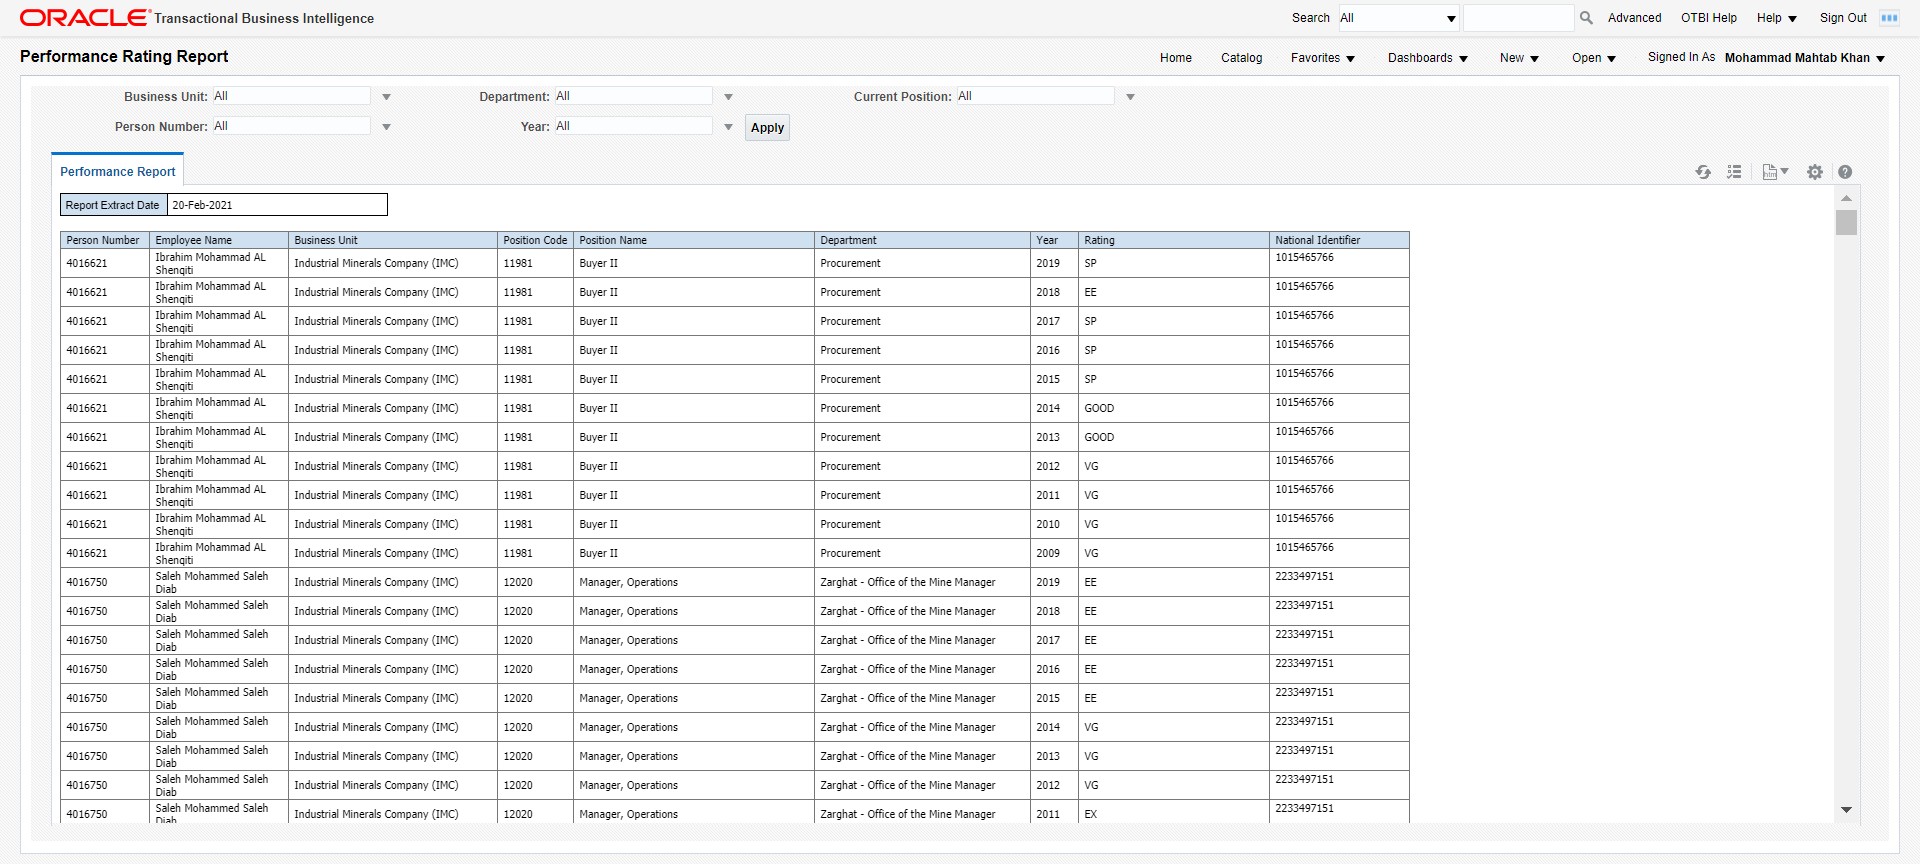 ORACLE Transactional Business Intelligence Search All Advanced OTBI Help Help Sign Out
Performance Rating Report Home Catalog Favorites Dashboards New Open Signed In As Mohammad Mahtab Khan
Business Unit: All Department: All Current Position: All
Person Number: All Year: All Apply
Performance Report
Report Extract Date 20-Feb-2021
Person Number Employee Name Business Unit Position Code Position Name Department Year Rating National Identifier
4016621 Ibrahim Mohammad AL Shenqiti Industrial Minerals Company (IMC) 11981 Buyer II Procurement 2019 SP 1015465766
4016621 Ibrahim Mohammad AL Shenqiti Industrial Minerals Company (IMC) 11981 Buyer II Procurement 2018 EE 1015465766
4016621 Ibrahim Mohammad AL Shenqiti Industrial Minerals Company (IMC) 11981 Buyer II Procurement 2017 SP 1015465766
4016621 Ibrahim Mohammad AL Shenqiti Industrial Minerals Company (IMC) 11981 Buyer II Procurement 2016 SP 1015465766
4016621 Ibrahim Mohammad AL Shenqiti Industrial Minerals Company (IMC) 11981 Buyer II Procurement 2015 SP 1015465766
4016621 Ibrahim Mohammad AL Shenqiti Industrial Minerals Company (IMC) 11981 Buyer II Procurement 2014 GOOD 1015465766
4016621 Ibrahim Mohammad AL Shenqiti Industrial Minerals Company (IMC) 11981 Buyer II Procurement 2013 GOOD 1015465766
4016621 Ibrahim Mohammad AL Shenqiti Industrial Minerals Company (IMC) 11981 Buyer II Procurement 2012 VG 1015465766
4016621 Ibrahim Mohammad AL Shenqiti Industrial Minerals Company (IMC) 11981 Buyer II Procurement 2011 VG 1015465766
4016621 Ibrahim Mohammad AL Shenqiti Industrial Minerals Company (IMC) 11981 Buyer II Procurement 2010 VG 1015465766
4016621 Ibrahim Mohammad AL Shenqiti Industrial Minerals Company (IMC) 11981 Buyer II Procurement 2009 VG 1015465766
4016750 Saleh Mohammed Saleh Diab Industrial Minerals Company (IMC) 12020 Manager, Operations Zarghat - Office of the Mine Manager 2019 EE 2233497151
4016750 Saleh Mohammed Saleh Diab Industrial Minerals Company (IMC) 12020 Manager, Operations Zarghat - Office of the Mine Manager 2018 EE 2233497151
4016750 Saleh Mohammed Saleh Diab Industrial Minerals Company (IMC) 12020 Manager, Operations Zarghat - Office of the Mine Manager 2017 EE 2233497151
4016750 Saleh Mohammed Saleh Diab Industrial Minerals Company (IMC) 12020 Manager, Operations Zarghat - Office of the Mine Manager 2016 EE 2233497151
4016750 Saleh Mohammed Saleh Diab Industrial Minerals Company (IMC) 12020 Manager, Operations Zarghat - Office of the Mine Manager 2015 EE 2233497151
4016750 Saleh Mohammed Saleh Diab Industrial Minerals Company (IMC) 12020 Manager, Operations Zarghat - Office of the Mine Manager 2014 VG 2233497151
4016750 Saleh Mohammed Saleh Diab Industrial Minerals Company (IMC) 12020 Manager, Operations Zarghat - Office of the Mine Manager 2013 VG 2233497151
4016750 Saleh Mohammed Saleh Diab Industrial Minerals Company (IMC) 12020 Manager, Operations Zarghat - Office of the Mine Manager 2012 VG 2233497151
4016750 Saleh Mohammed Saleh Diab Industrial Minerals Company (IMC) 12020 Manager, Operations Zarghat - Office of the Mine Manager 2011 EX 2233497151